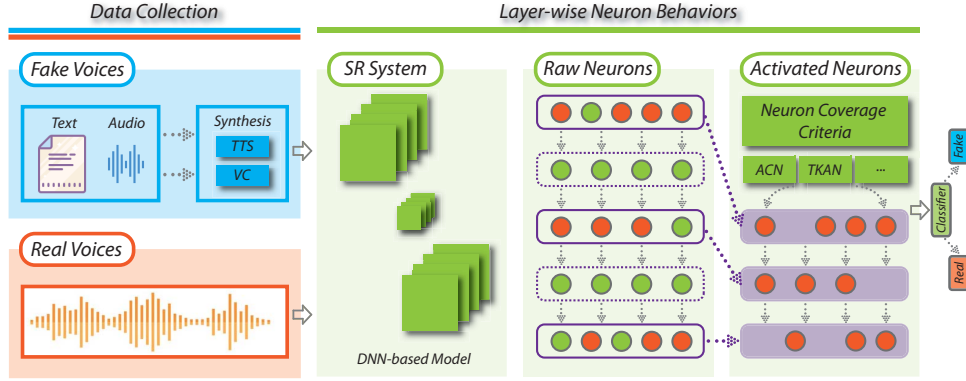 Data Collection
Layer-wise Neuron Behaviors
Fake Voices
Text
Audio
Synthesis
TTS
VC
Real Voices
SR System
DNN-based Model
Raw Neurons
Activated Neurons
Neuron Coverage
Criteria
ACN
TKAN
...
Classifier
Fake
Real